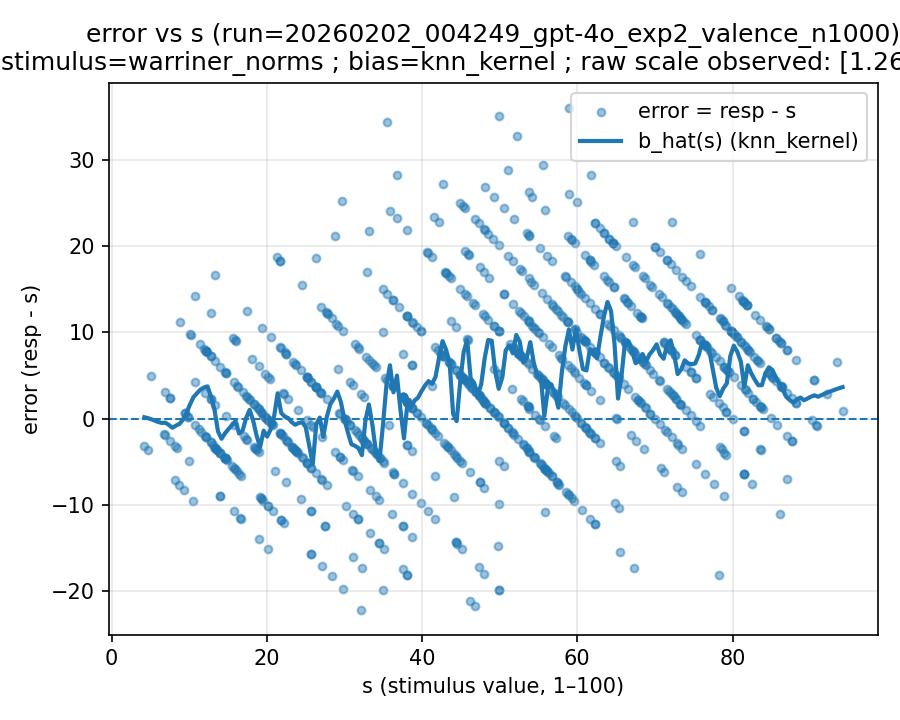 error vs s (run=20260202_004249_gpt-4o_exp2_valence_n1000)
stimulus=warriner_norms ; bias=knn_kernel ; raw scale observed: [1.26
error = resp - s
b_hat(s) (knn_kernel)
error (resp - s)
30
20
10
0
−10
−20
0 20 40 60 80
s (stimulus value, 1–100)